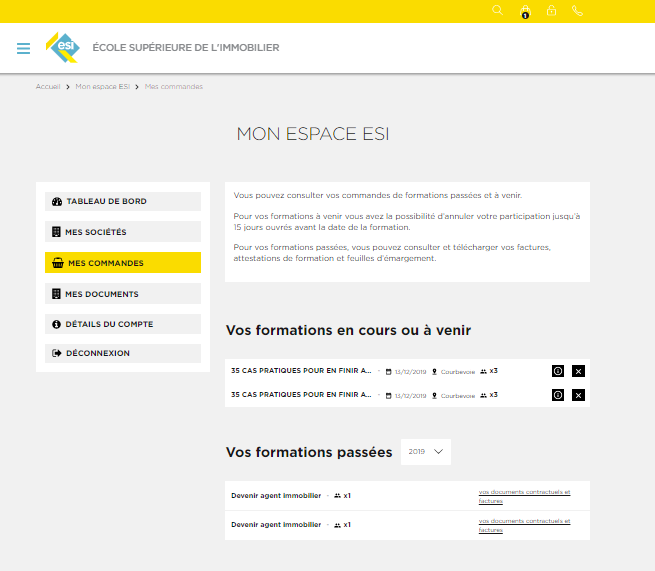 1
esi ÉCOLE SUPÉRIEURE DE L'IMMOBILIER
Accueil > Mon espace ESI > Mes commandes
MON ESPACE ESI
TABLEAU DE BORD
MES SOCIÉTÉS
MES COMMANDES
MES DOCUMENTS
DÉTAILS DU COMPTE
DÉCONNEXION
Vous pouvez consulter vos commandes de formations passées et à venir.
Pour vos formations à venir vous avez la possibilité d'annuler votre participation jusqu'à
15 jours ouvrés avant la date de la formation.
Pour vos formations passées, vous pouvez consulter et télécharger vos factures,
attestations de formation et feuilles d'émargement.
Vos formations en cours ou à venir
35 CAS PRATIQUES POUR EN FINIR A... - 13/12/2019 Courbevoie x3
35 CAS PRATIQUES POUR EN FINIR A... - 13/12/2019 Courbevoie x3
Vos formations passées 2019
Devenir agent immobilier - x1 vos documents contractuels et
factures
Devenir agent immobilier - x1 vos documents contractuels et
factures